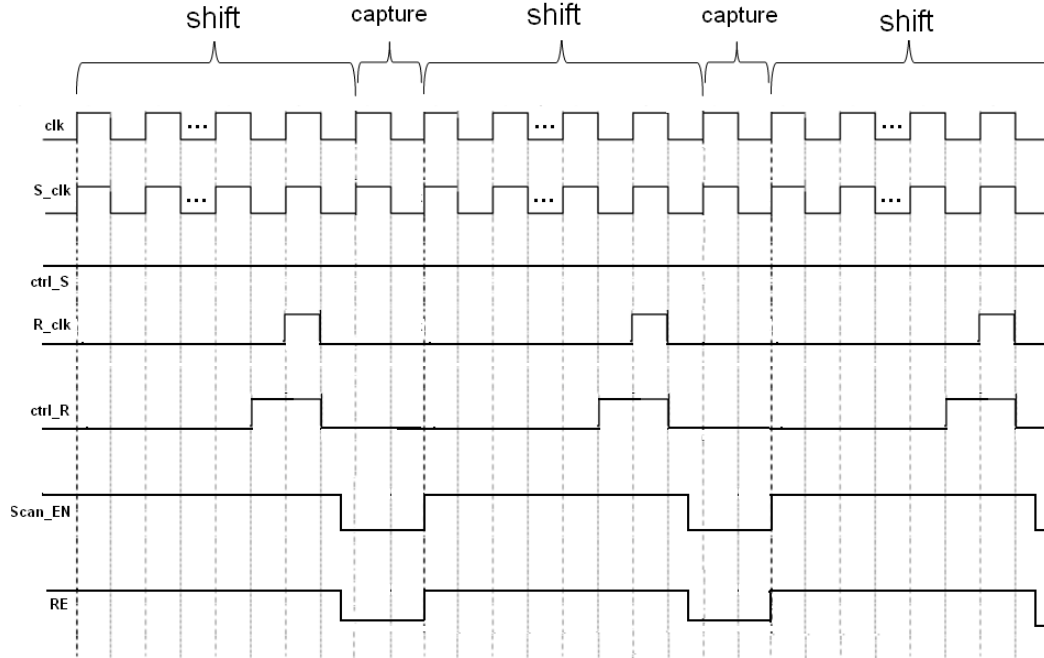 shift capture shift capture shift
clk ... ... ...
S_clk ... ... ...
ctrl_S
R_clk
ctrl_R
Scan_EN
RE